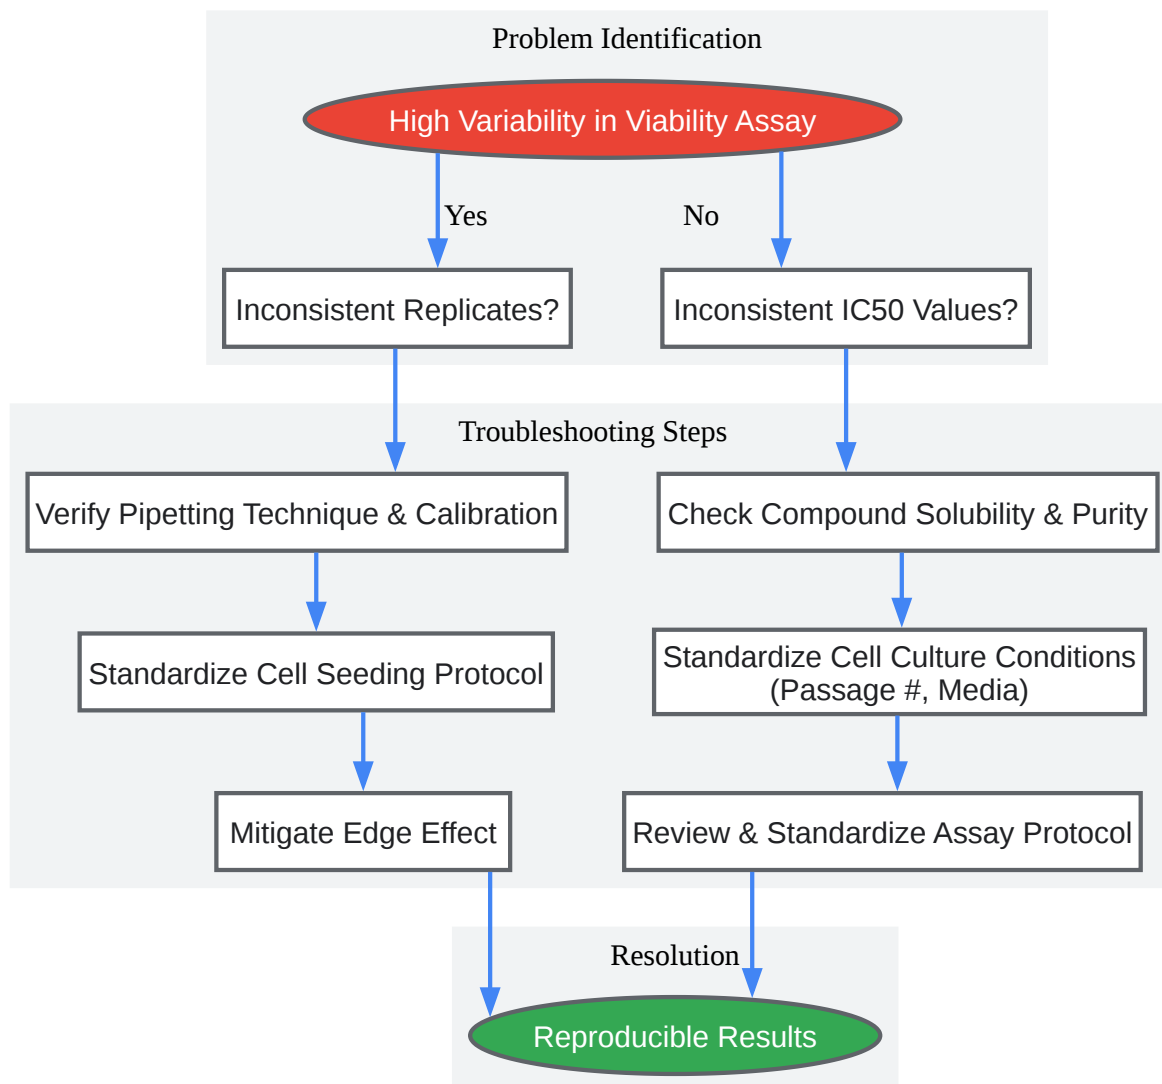 Problem Identification
High Variability in Viability Assay
Yes
No
Inconsistent Replicates?
Inconsistent IC50 Values?
Troubleshooting Steps
Verify Pipetting Technique & Calibration
Check Compound Solubility & Purity
Standardize Cell Seeding Protocol
Standardize Cell Culture Conditions
(Passage #, Media)
Mitigate Edge Effect
Review & Standardize Assay Protocol
Resolution
Reproducible Results